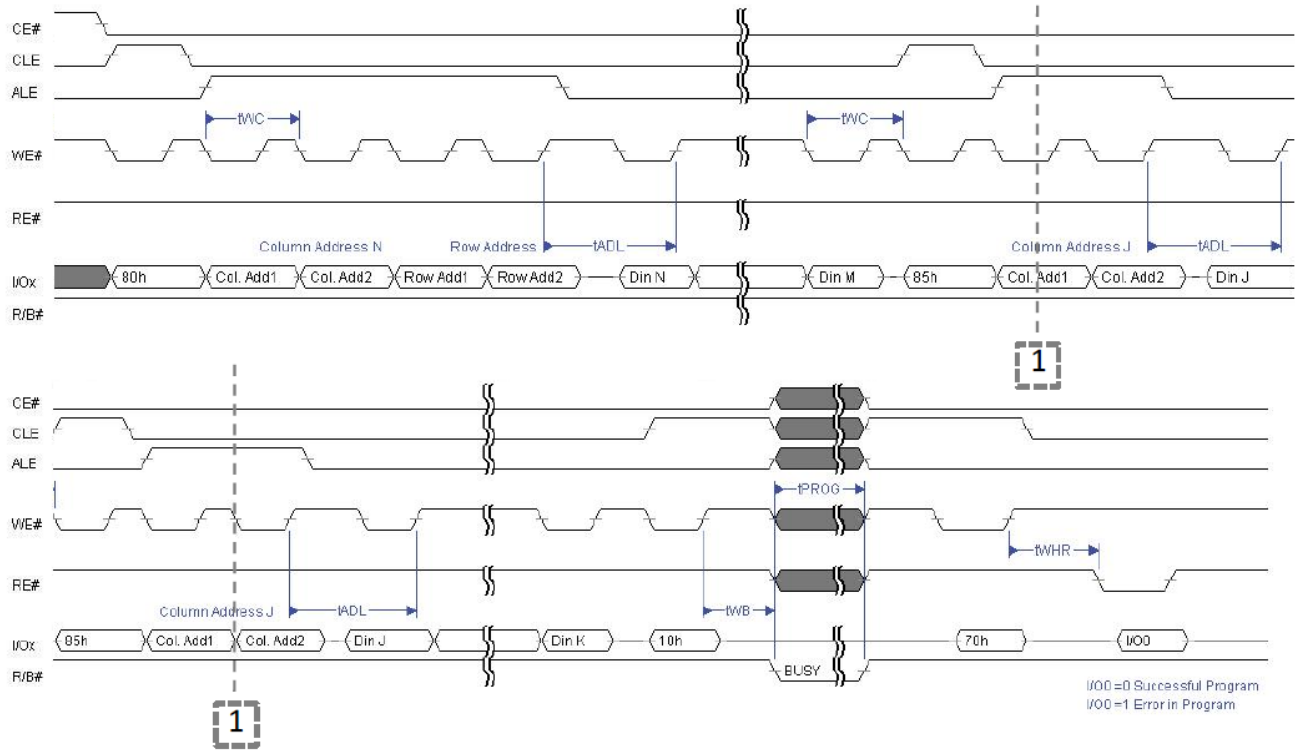 CE#
CLE
ALE
tWC tWC
WE#
RE#
Column Address N Row Address tADL Column Address J tADL
I/Ox 80h Col. Add1 Col. Add2 Row Add1 Row Add2 Din N Din M 85h Col. Add1 Col. Add2 Din J
R/B#
1
CE#
CLE
ALE
tPROG
WE#
tWHR
RE#
Column Address J tADL tWB
I/Ox 85h Col. Add1 Col. Add2 Din J Din K 10h 70h I/O0
R/B# BUSY
I/O0=0 Successful Program
I/O0=1 Error in Program
1